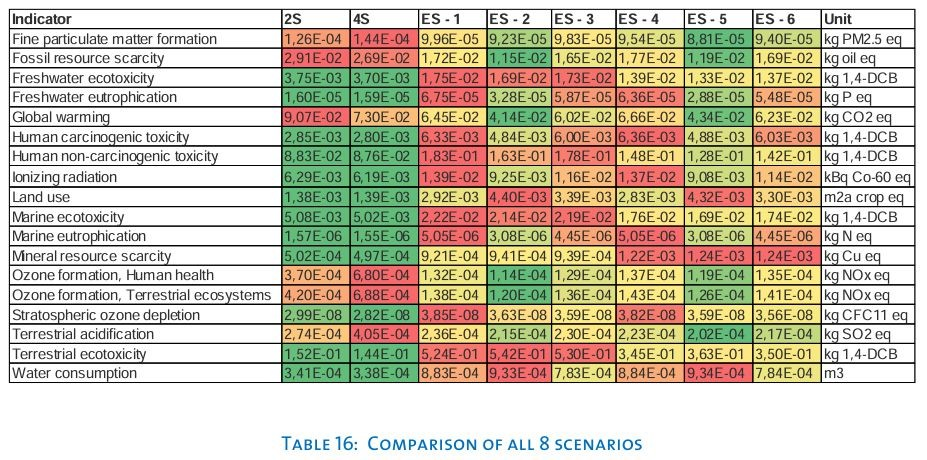 Indicator 2S 4S ES - 1 ES - 2 ES - 3 ES - 4 ES - 5 ES - 6 Unit
Fine particulate matter formation 1,26E-04 1,44E-04 9,96E-05 9,23E-05 9,83E-05 9,54E-05 8,81E-05 9,40E-05 kg PM2.5 eq
Fossil resource scarcity 2,91E-02 2,69E-02 1,72E-02 1,15E-02 1,65E-02 1,77E-02 1,19E-02 1,69E-02 kg oil eq
Freshwater ecotoxicity 3,75E-03 3,70E-03 1,75E-02 1,69E-02 1,73E-02 1,39E-02 1,33E-02 1,37E-02 kg 1,4-DCB
Freshwater eutrophication 1,60E-05 1,59E-05 6,75E-05 3,28E-05 5,87E-05 6,36E-05 2,88E-05 5,48E-05 kg P eq
Global warming 9,07E-02 7,30E-02 6,45E-02 4,14E-02 6,02E-02 6,66E-02 4,34E-02 6,23E-02 kg CO2 eq
Human carcinogenic toxicity 2,85E-03 2,80E-03 6,33E-03 4,84E-03 6,00E-03 6,36E-03 4,88E-03 6,03E-03 kg 1,4-DCB
Human non-carcinogenic toxicity 8,83E-02 8,76E-02 1,83E-01 1,63E-01 1,78E-01 1,48E-01 1,28E-01 1,42E-01 kg 1,4-DCB
Ionizing radiation 6,29E-03 6,19E-03 1,39E-02 9,25E-03 1,16E-02 1,37E-02 9,08E-03 1,14E-02 kBq Co-60 eq
Land use 1,38E-03 1,39E-03 2,92E-03 4,40E-03 3,39E-03 2,83E-03 4,32E-03 3,30E-03 m2a crop eq
Marine ecotoxicity 5,08E-03 5,02E-03 2,22E-02 2,14E-02 2,19E-02 1,76E-02 1,69E-02 1,74E-02 kg 1,4-DCB
Marine eutrophication 1,57E-06 1,55E-06 5,05E-06 3,08E-06 4,45E-06 5,05E-06 3,08E-06 4,45E-06 kg N eq
Mineral resource scarcity 5,02E-04 4,97E-04 9,21E-04 9,41E-04 9,39E-04 1,22E-03 1,24E-03 1,24E-03 kg Cu eq
Ozone formation, Human health 3,70E-04 6,80E-04 1,32E-04 1,14E-04 1,29E-04 1,37E-04 1,19E-04 1,35E-04 kg NOx eq
Ozone formation, Terrestrial ecosystems 4,20E-04 6,88E-04 1,38E-04 1,20E-04 1,36E-04 1,43E-04 1,26E-04 1,41E-04 kg NOx eq
Stratospheric ozone depletion 2,99E-08 2,82E-08 3,85E-08 3,63E-08 3,59E-08 3,82E-08 3,59E-08 3,56E-08 kg CFC11 eq
Terrestrial acidification 2,74E-04 4,05E-04 2,36E-04 2,15E-04 2,30E-04 2,23E-04 2,02E-04 2,17E-04 kg SO2 eq
Terrestrial ecotoxicity 1,52E-01 1,44E-01 5,24E-01 5,42E-01 5,30E-01 3,45E-01 3,63E-01 3,50E-01 kg 1,4-DCB
Water consumption 3,41E-04 3,38E-04 8,83E-04 9,33E-04 7,83E-04 8,84E-04 9,34E-04 7,84E-04 m3
Table 16: Comparison of all 8 scenarios